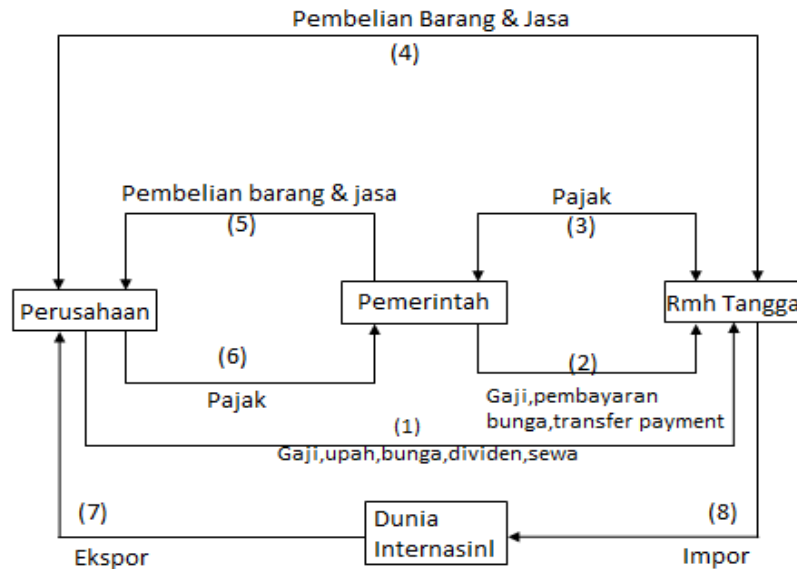 Pembelian Barang & Jasa
(4)
Pembelian barang & jasa
(5)
Pajak
(3)
Perusahaan
Pemerintah
Rmh Tangga
(6)
Pajak
(2)
Gaji,pembayaran
bunga,transfer payment
(1)
Gaji,upah,bunga,dividen,sewa
(7)
Ekspor
Dunia
Internasinl
(8)
Impor